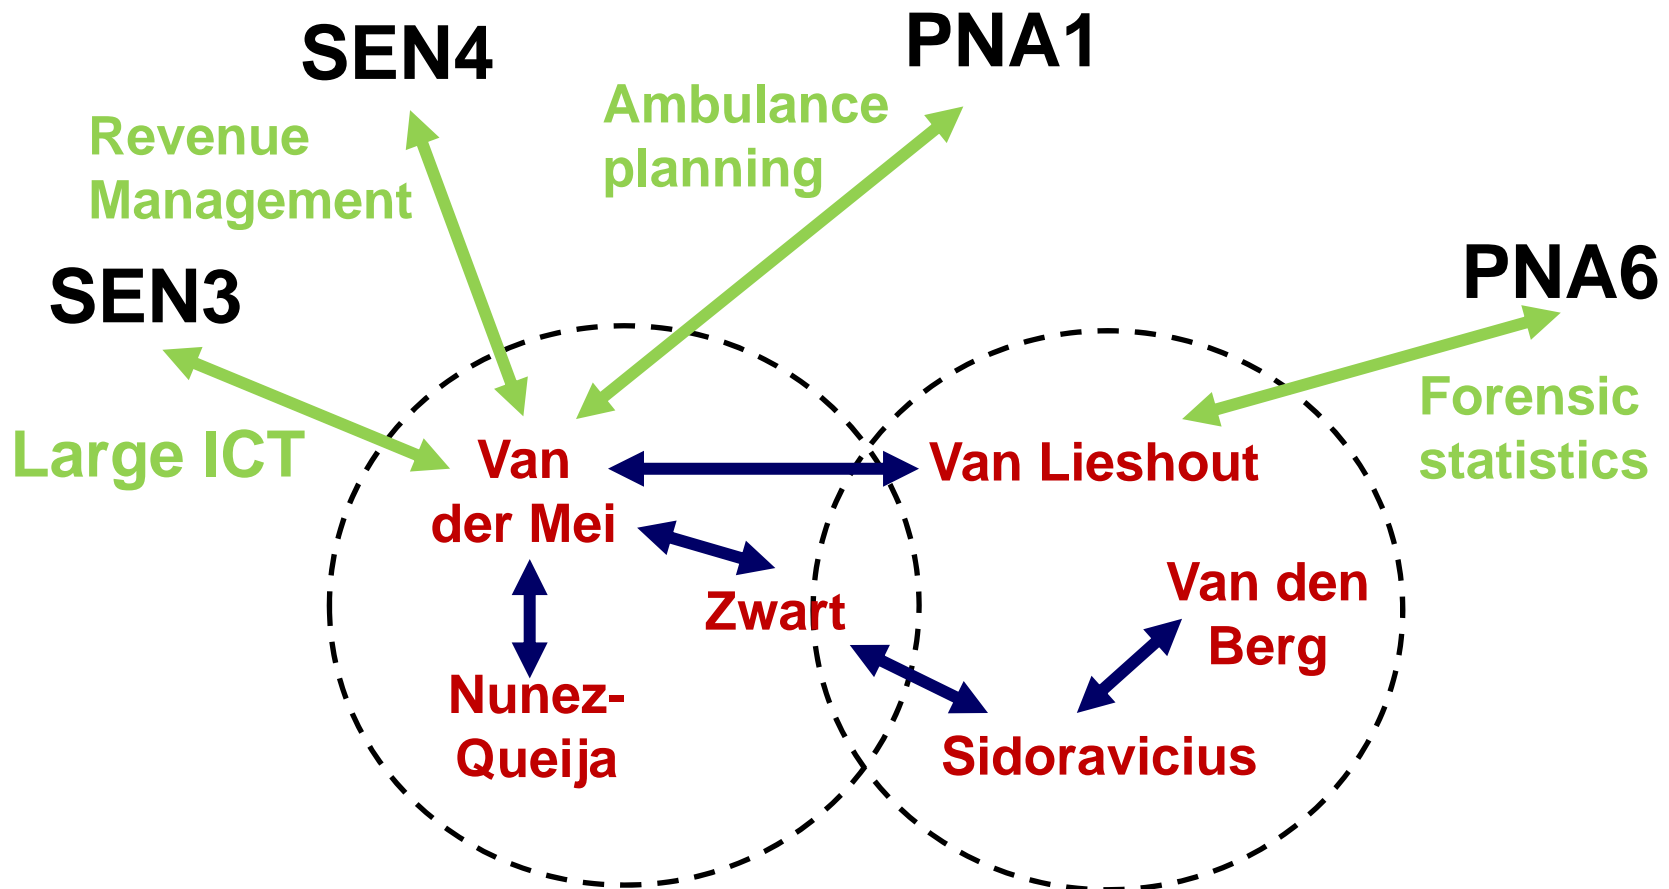 SEN4
PNA1
Revenue
Management
Ambulance
planning
SEN3
PNA6
Large ICT
Forensic
statistics
Van
der Mei
Van Lieshout
Zwart
Van den
Berg
Nunez-
Queija
Sidoravicius